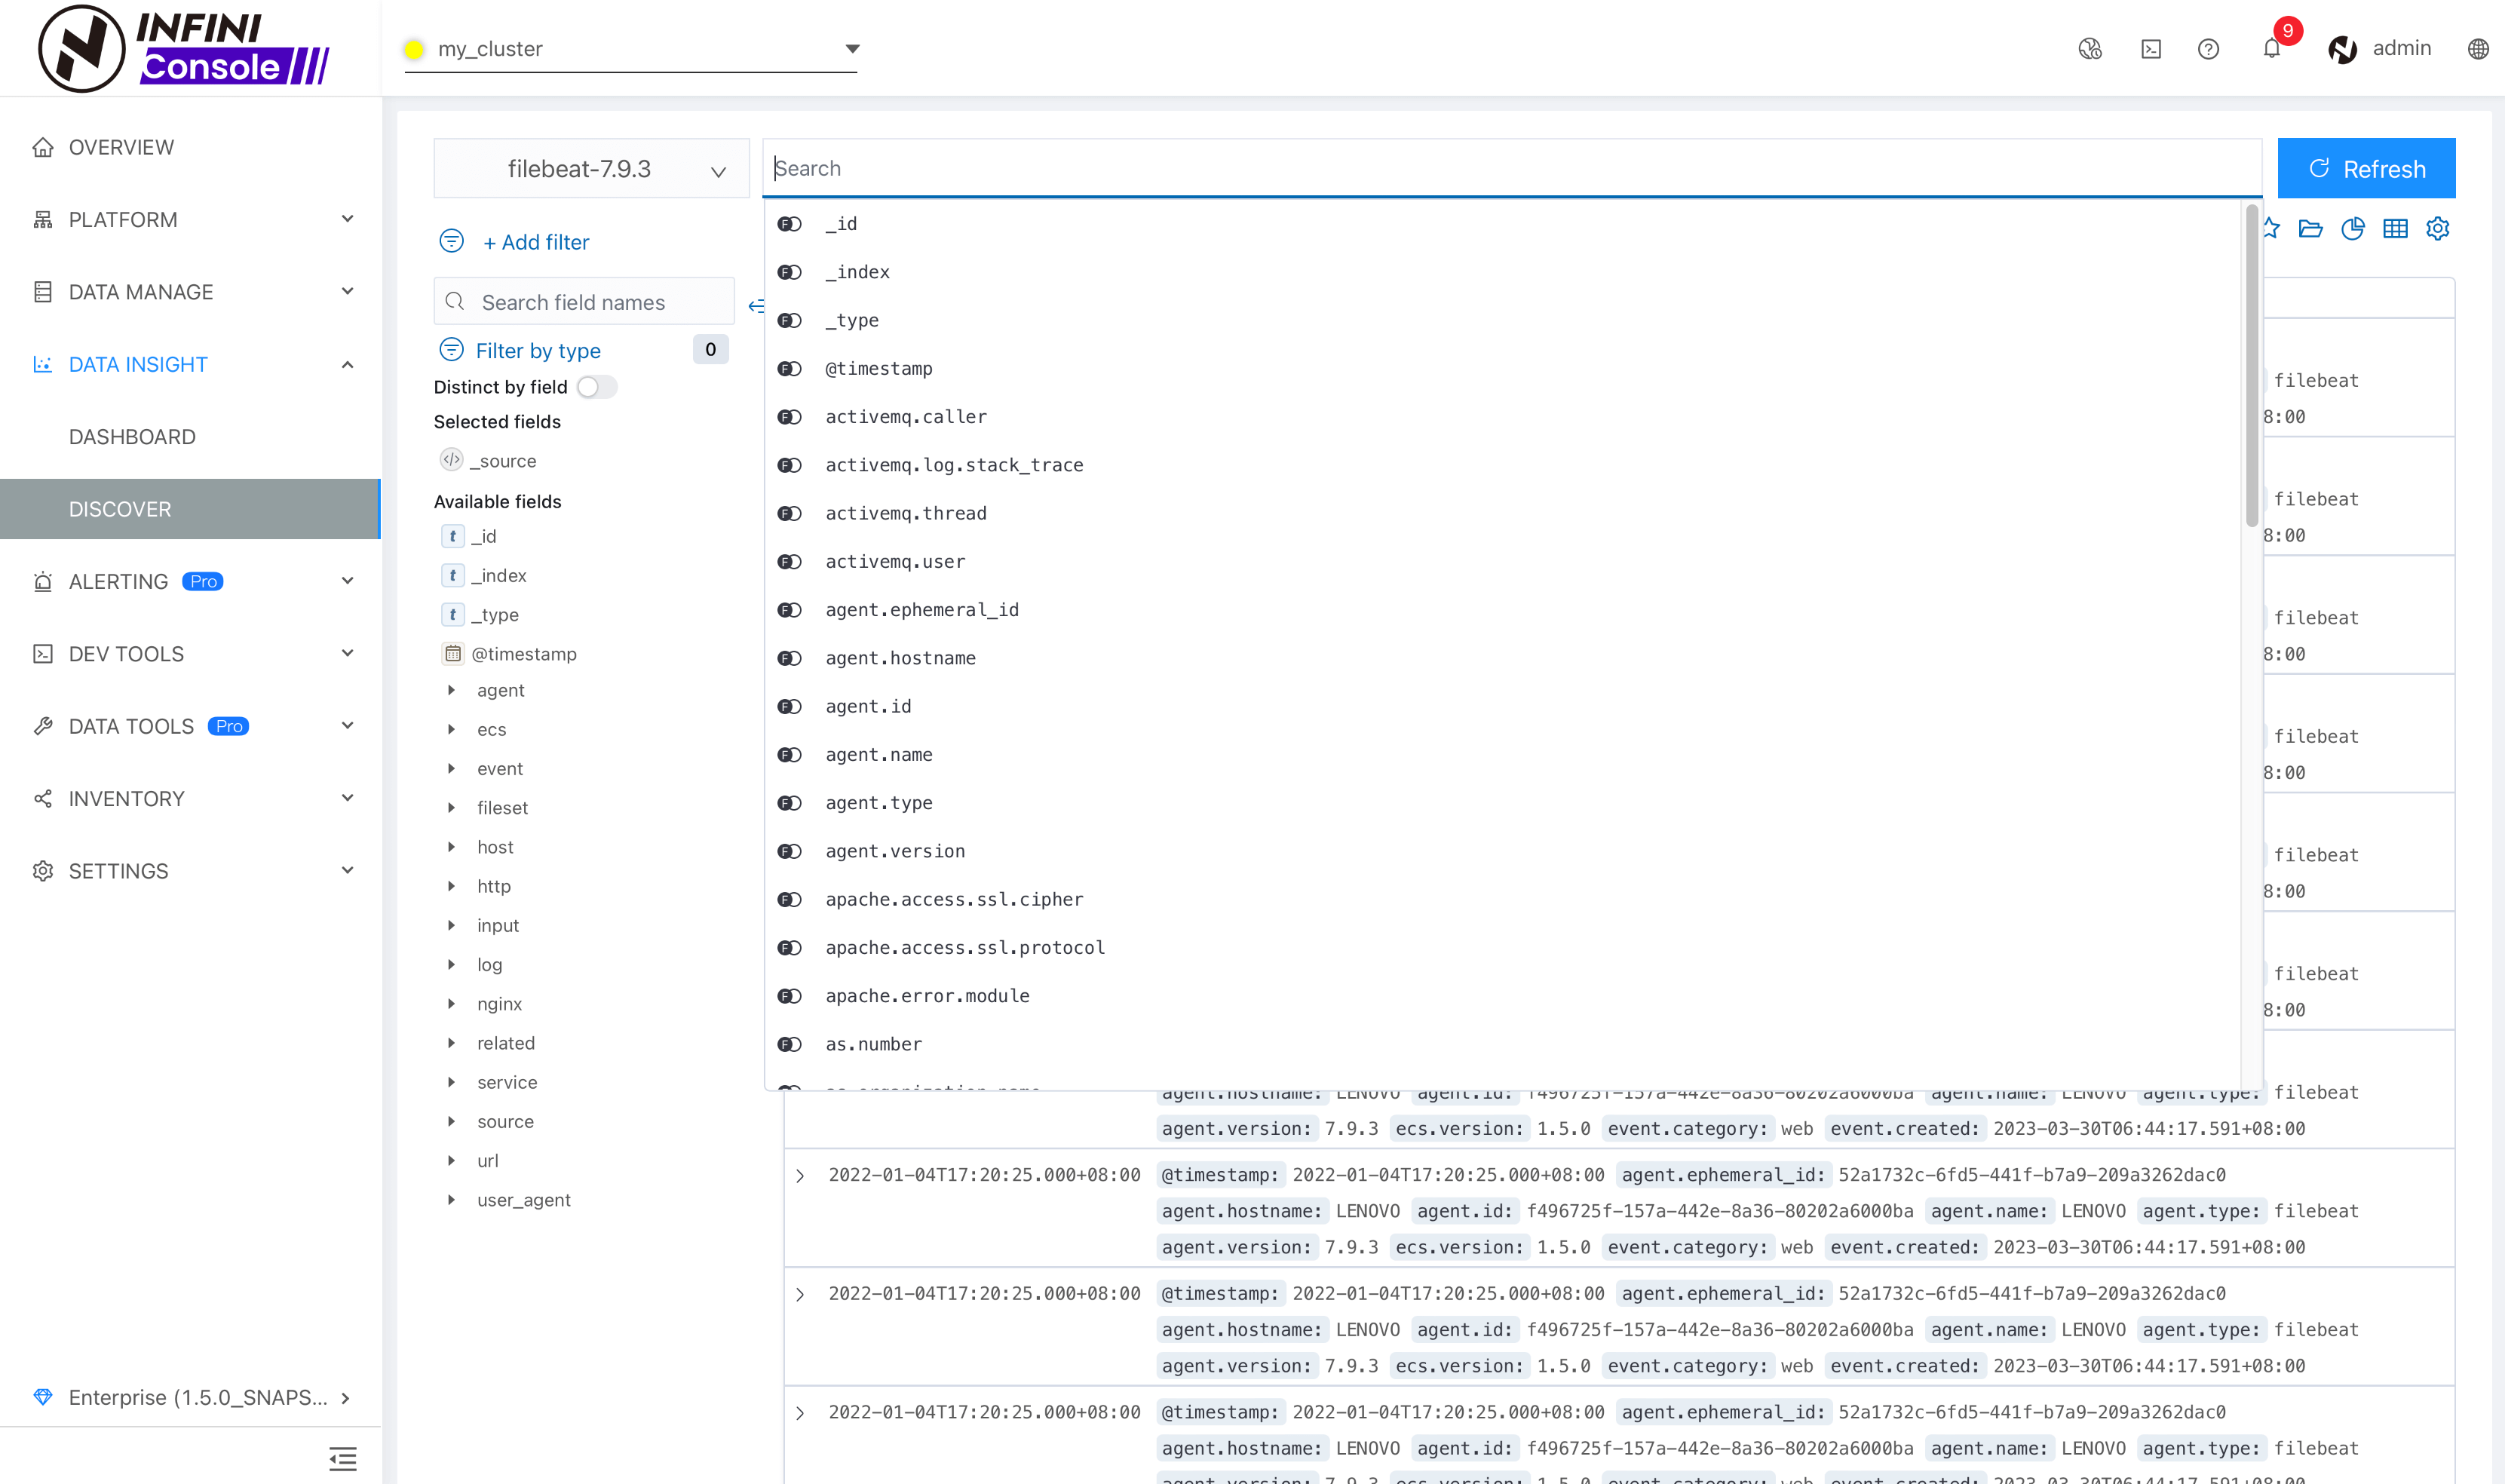 INFINI
Console
my_cluster
9
admin
OVERVIEW
PLATFORM
DATA MANAGE
DATA INSIGHT
DASHBOARD
DISCOVER
ALERTING Pro
DEV TOOLS
DATA TOOLS Pro
INVENTORY
SETTINGS
Enterprise (1.5.0_SNAPS...
filebeat-7.9.3
Search
Refresh
+ Add filter
Search field names
Filter by type 0
Distinct by field
Selected fields
_source
Available fields
t _id
t _index
t _type
@timestamp
agent
ecs
event
fileset
host
http
input
log
nginx
related
service
source
url
user_agent
F _id
F _index
F _type
F @timestamp
F activemq.caller
F activemq.log.stack_trace
F activemq.thread
F activemq.user
F agent.ephemeral_id
F agent.hostname
F agent.id
F agent.name
F agent.type
F agent.version
F apache.access.ssl.cipher
F apache.access.ssl.protocol
F apache.error.module
F as.number
filebeat
8:00
filebeat
8:00
filebeat
8:00
filebeat
8:00
filebeat
8:00
filebeat
8:00
agent.hostname: LENOVO agent.id: f496725f-157a-442e-8a36-80202a6000ba agent.name: LENOVO agent.type: filebeat
agent.version: 7.9.3 ecs.version: 1.5.0 event.category: web event.created: 2023-03-30T06:44:17.591+08:00
2022-01-04T17:20:25.000+08:00 @timestamp: 2022-01-04T17:20:25.000+08:00 agent.ephemeral_id: 52a1732c-6fd5-441f-b7a9-209a3262dac0
agent.hostname: LENOVO agent.id: f496725f-157a-442e-8a36-80202a6000ba agent.name: LENOVO agent.type: filebeat
agent.version: 7.9.3 ecs.version: 1.5.0 event.category: web event.created: 2023-03-30T06:44:17.591+08:00
2022-01-04T17:20:25.000+08:00 @timestamp: 2022-01-04T17:20:25.000+08:00 agent.ephemeral_id: 52a1732c-6fd5-441f-b7a9-209a3262dac0
agent.hostname: LENOVO agent.id: f496725f-157a-442e-8a36-80202a6000ba agent.name: LENOVO agent.type: filebeat
agent.version: 7.9.3 ecs.version: 1.5.0 event.category: web event.created: 2023-03-30T06:44:17.591+08:00
2022-01-04T17:20:25.000+08:00 @timestamp: 2022-01-04T17:20:25.000+08:00 agent.ephemeral_id: 52a1732c-6fd5-441f-b7a9-209a3262dac0
agent.hostname: LENOVO agent.id: f496725f-157a-442e-8a36-80202a6000ba agent.name: LENOVO agent.type: filebeat